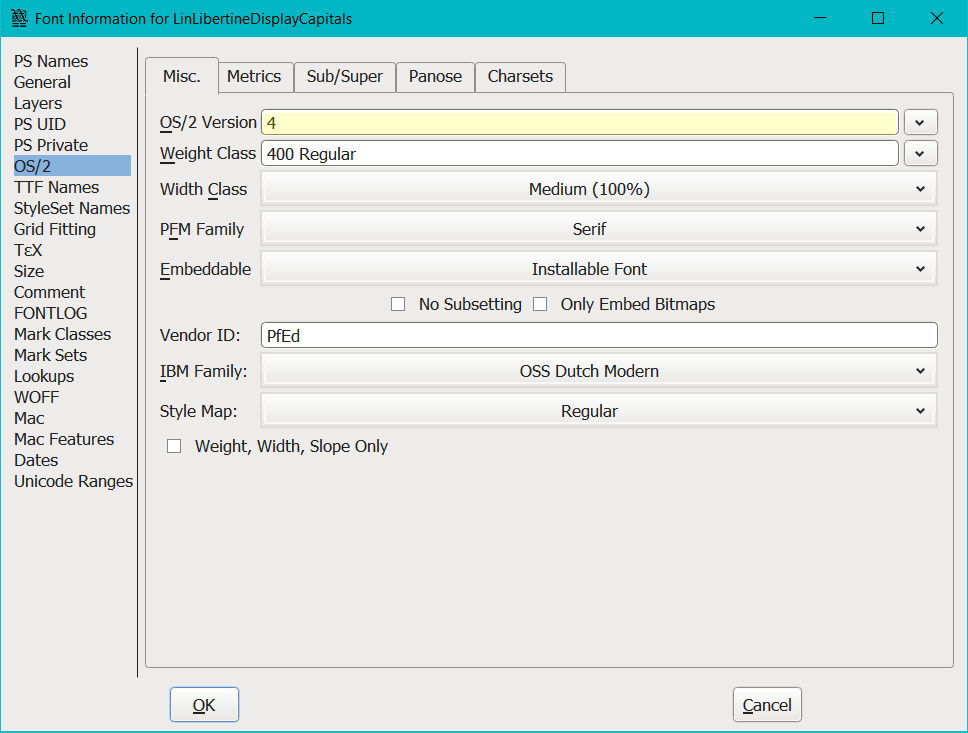 Font Information for LinLibertineDisplayCapitals
PS Names
General
Layers
PS UID
PS Private
OS/2
TTF Names
StyleSet Names
Grid Fitting
ΤεΧ
Size
Comment
FONTLOG
Mark Classes
Mark Sets
Lookups
WOFF
Mac
Mac Features
Dates
Unicode Ranges
Misc. Metrics Sub/Super Panose Charsets
OS/2 Version 4
Weight Class 400 Regular
Width Class Medium (100%)
PFM Family Serif
Embeddable Installable Font
No Subsetting Only Embed Bitmaps
Vendor ID: PfEd
IBM Family: OSS Dutch Modern
Style Map: Regular
Weight, Width, Slope Only
OK Cancel